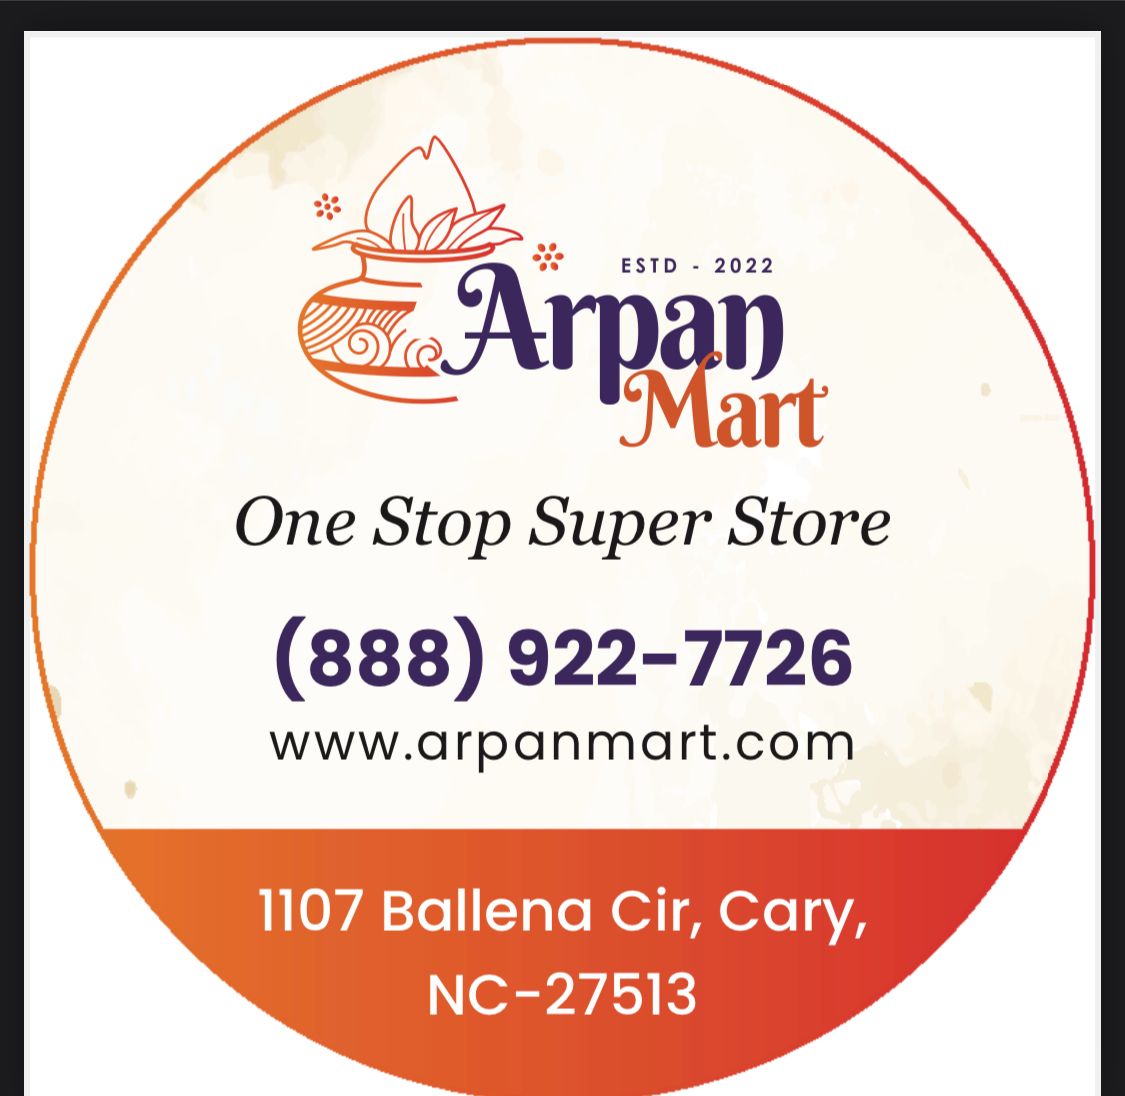 ESTD - 2022
Arpan
Mart
One Stop Super Store
(888) 922-7726
www.arpanmart.com
1107 Ballena Cir, Cary,
NC-27513